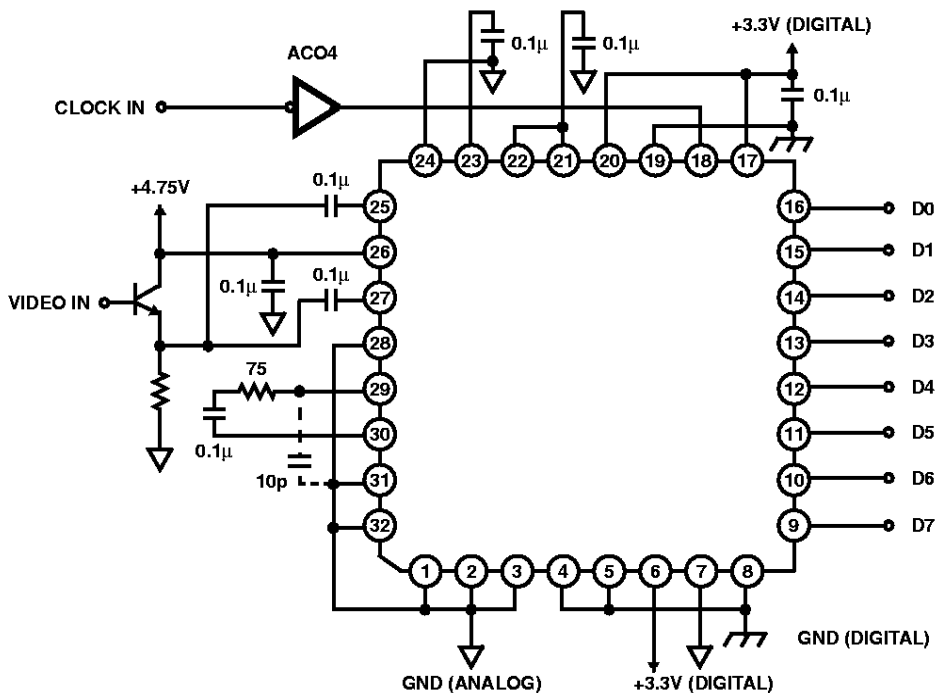 +3.3V (DIGITAL)
0.1µ
0.1µ
ACO4
0.1µ
CLOCK IN
24
23
22
21
20
19
18
17
0.1µ
+4.75V
25
16
D0
26
15
D1
0.1µ
0.1µ
VIDEO IN
27
14
D2
28
13
D3
75
29
12
D4
30
11
D5
0.1µ
10p
31
10
D6
32
9
D7
1
2
3
4
5
6
7
8
GND (DIGITAL)
GND (ANALOG)
+3.3V (DIGITAL)